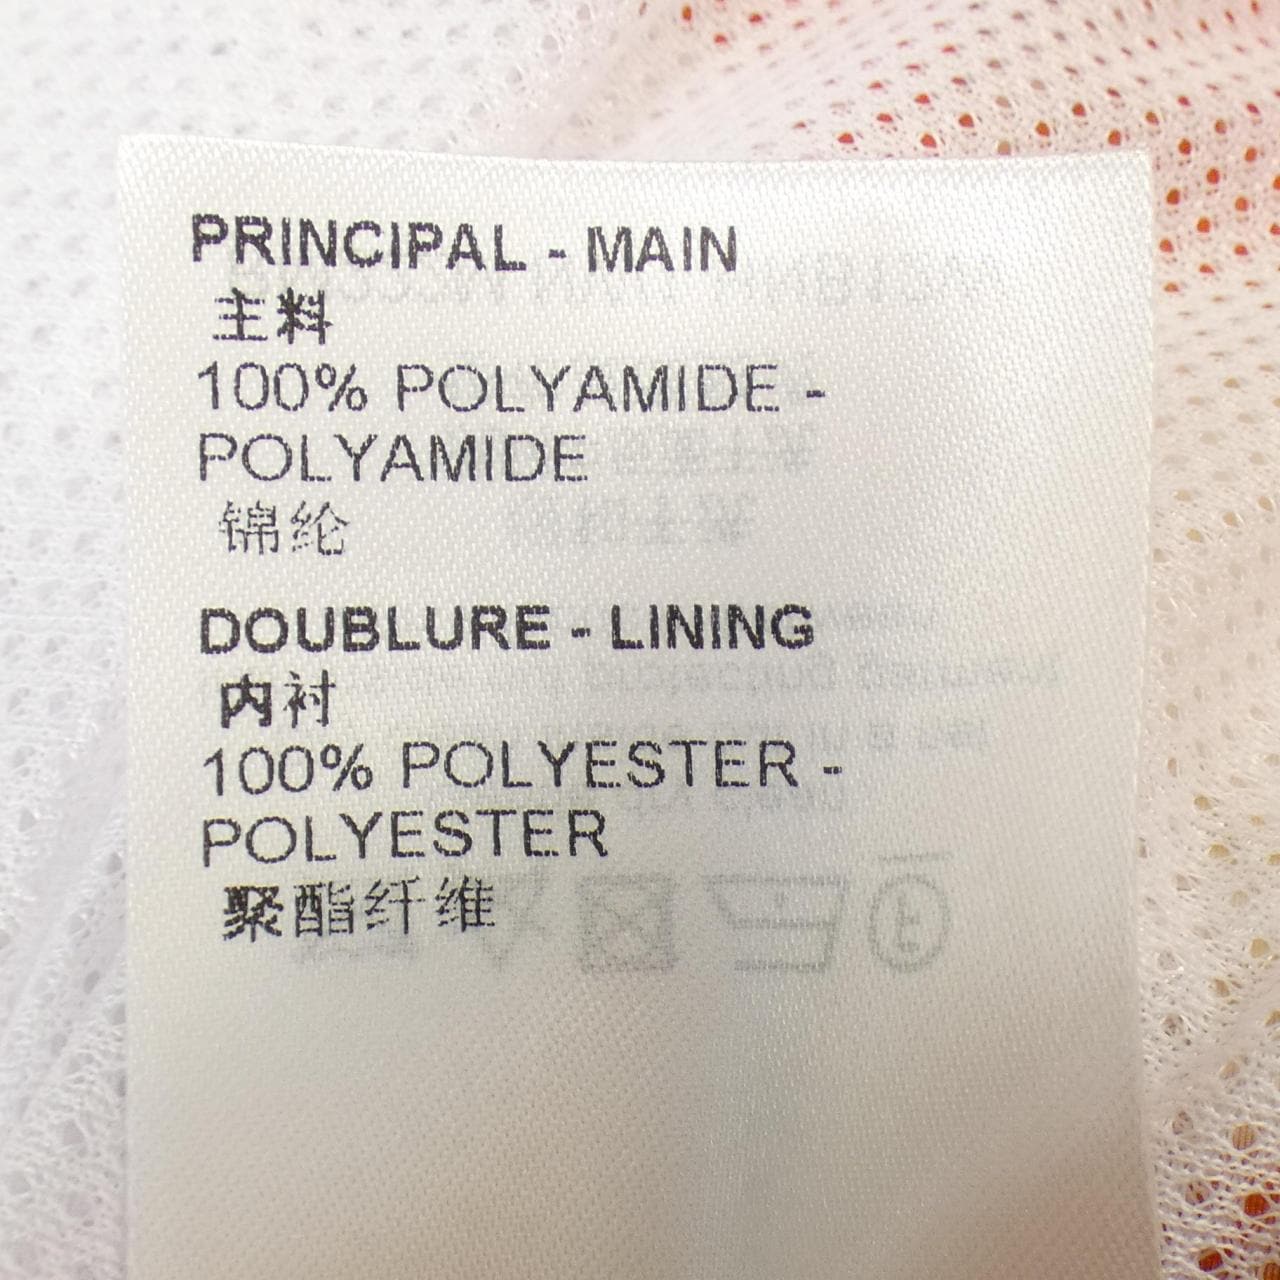 PRINCIPAL - MAIN
主料
100% POLYAMIDE -
POLYAMIDE
锦纶
DOUBLURE - LINING
内衬
100% POLYESTER -
POLYESTER
聚酯纤维